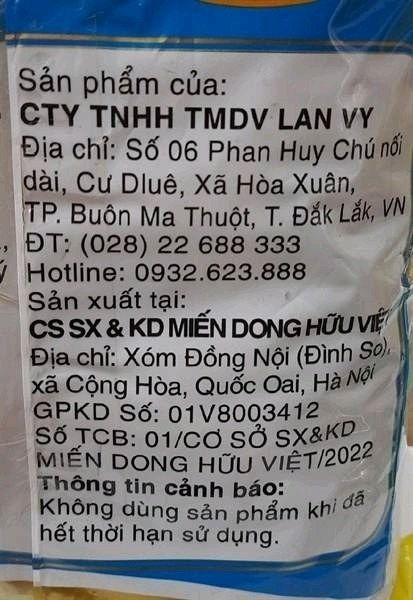 Sản phẩm của:
CTY TNHH TMDV LAN VY
Địa chỉ: Số 06 Phan Huy Chú nối
dài, Cư Dluê, Xã Hòa Xuân,
TP. Buôn Ma Thuột, T. Đắk Lắk, VN
ĐT: (028) 22 688 333
Hotline: 0932.623.888
Sản xuất tại:
CS SX & KD MIẾN DONG HỮU VIỆT
Địa chỉ: Xóm Đồng Nội (Đình So),
xã Cộng Hòa, Quốc Oai, Hà Nội
GPKD Số: 01V8003412
Số TCB: 01/CƠ SỞ SX&KD
MIẾN DONG HỮU VIỆT/2022
Thông tin cảnh báo:
Không dùng sản phẩm khi đã
hết thời hạn sử dụng.